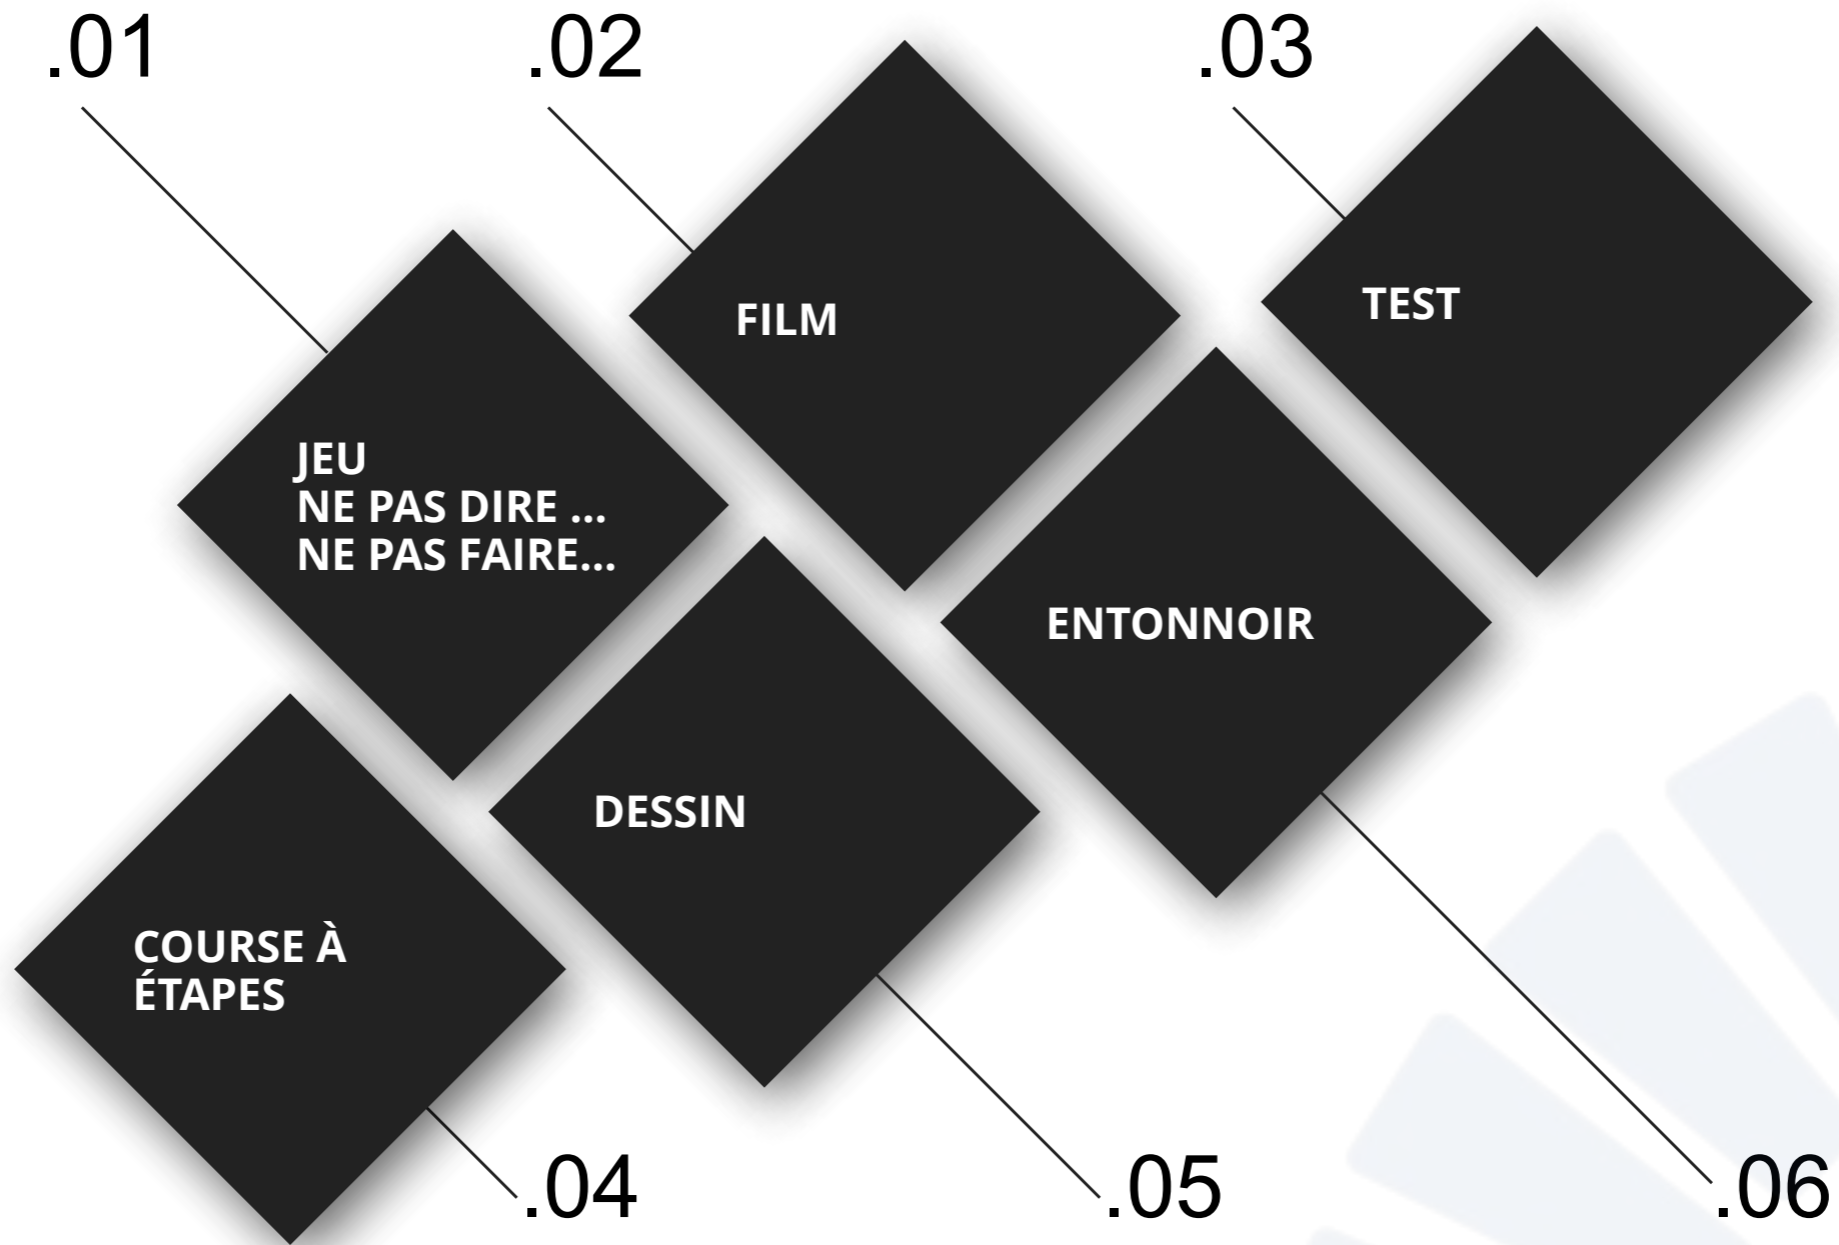 .01
JEU
NE PAS DIRE ...
NE PAS FAIRE...
.02
FILM
.03
TEST
.04
COURSE À
ÉTAPES
.05
DESSIN
.06
ENTONNOIR